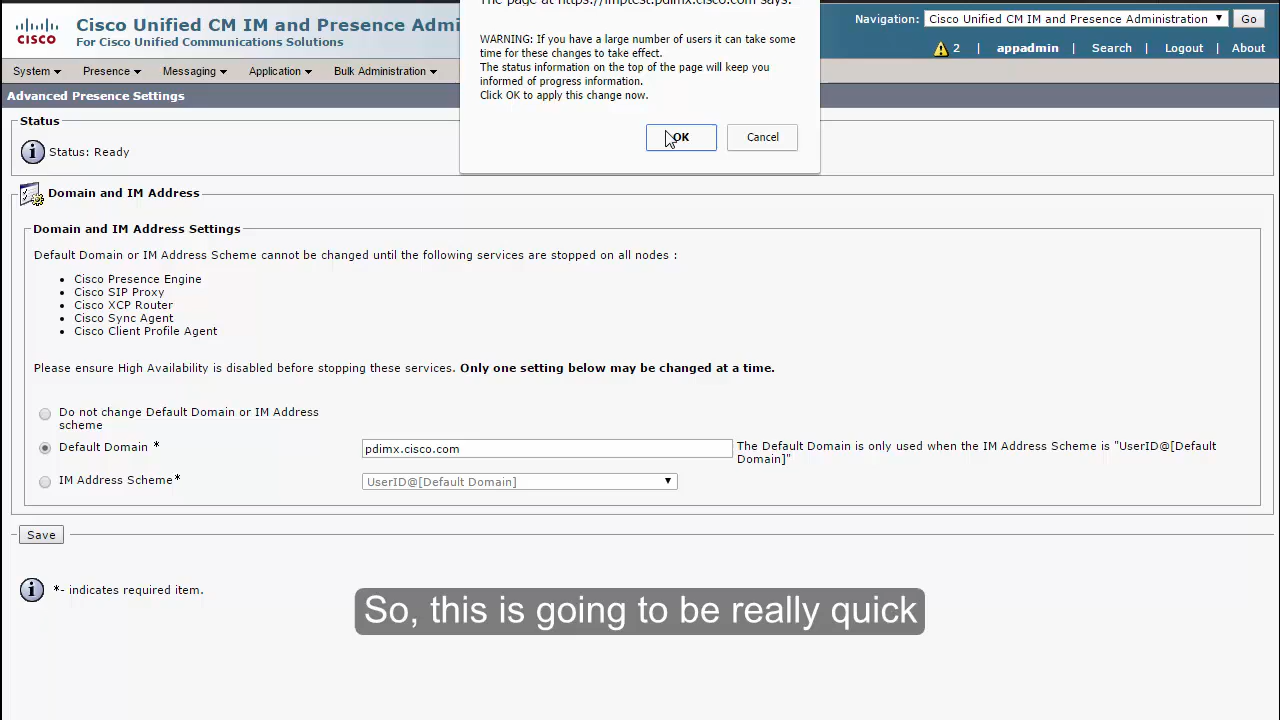 The page at https://imptest.pdimx.cisco.com says:
CISCO
Cisco Unified CM IM and Presence Admi
For Cisco Unified Communications Solutions
Navigation: Cisco Unified CM IM and Presence Administration Go
2 | appadmin | Search | Logout | About
System Presence Messaging Application Bulk Administration
WARNING: If you have a large number of users it can take some
time for these changes to take effect.
The status information on the top of the page will keep you
informed of progress information.
Click OK to apply this change now.
OK Cancel
Advanced Presence Settings
Status
Status: Ready
Domain and IM Address
Domain and IM Address Settings
Default Domain or IM Address Scheme cannot be changed until the following services are stopped on all nodes :
• Cisco Presence Engine
• Cisco SIP Proxy
• Cisco XCP Router
• Cisco Sync Agent
• Cisco Client Profile Agent
Please ensure High Availability is disabled before stopping these services. Only one setting below may be changed at a time.
Do not change Default Domain or IM Address
scheme
Default Domain * pdimx.cisco.com The Default Domain is only used when the IM Address Scheme is "UserID@[Default
Domain]"
IM Address Scheme* UserID@[Default Domain]
Save
*- indicates required item.
So, this is going to be really quick